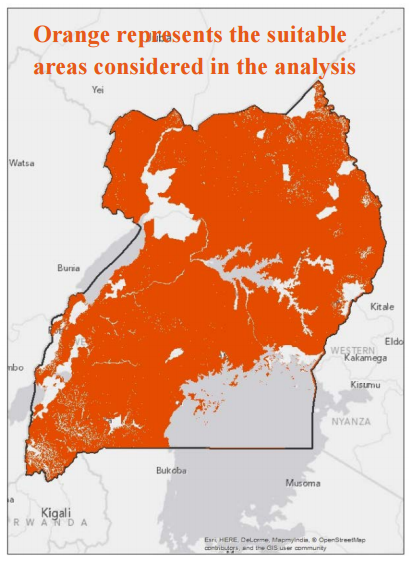 Orange represents the suitable
areas considered in the analysis
Yei
Watsa
Bunia
Kitale
Eldo
WESTERN
Kakamega
Kisumu
NYANZA
Bukoba
Musoma
Kigali
RWANDA
Esri, HERE, DeLorme, MapmyIndia, © OpenStreetMap
contributors, and the GIS user community